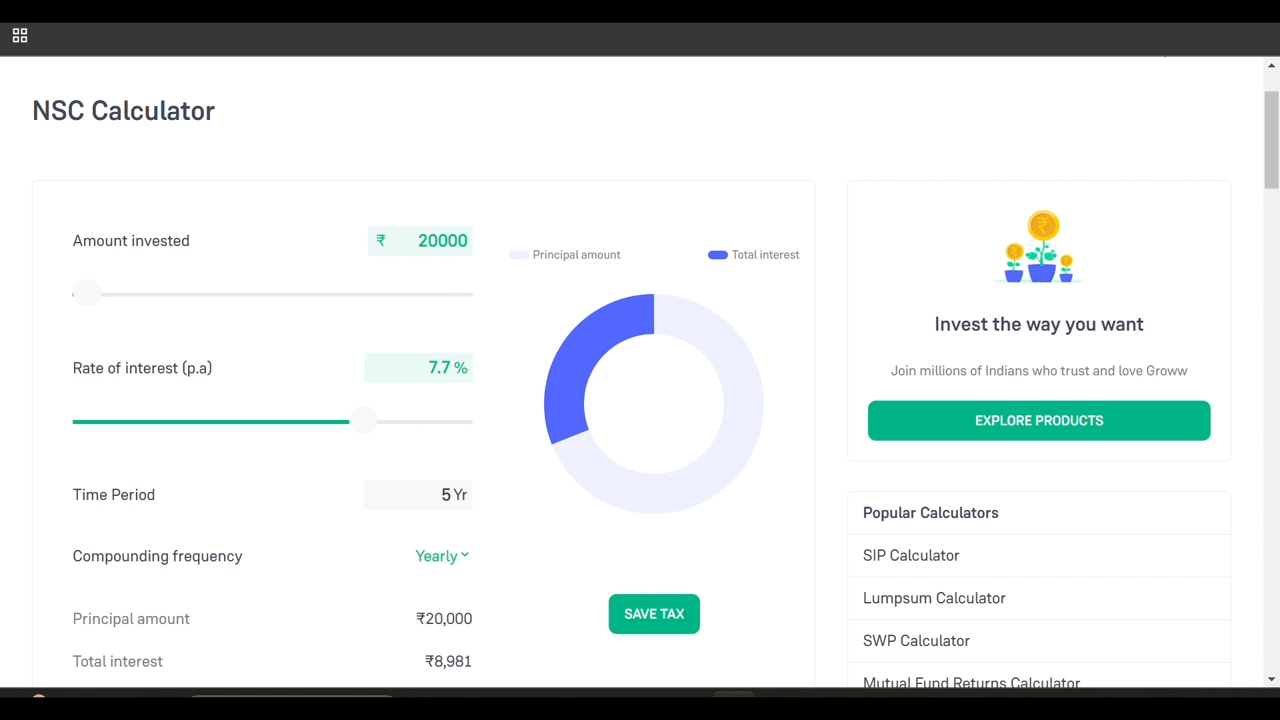 NSC Calculator
Amount invested
₹ 20000
Rate of interest (p.a)
7.7 %
Time Period
5 Yr
Compounding frequency
Yearly
Principal amount
₹20,000
Total interest
₹8,981
Principal amount
Total interest
SAVE TAX
Invest the way you want
Join millions of Indians who trust and love Groww
EXPLORE PRODUCTS
Popular Calculators
SIP Calculator
Lumpsum Calculator
SWP Calculator
Mutual Fund Returns Calculator